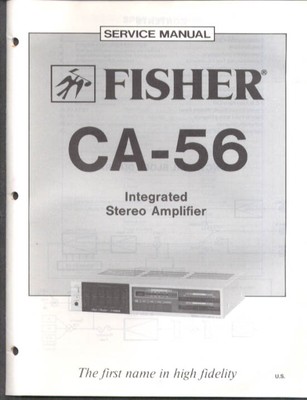 SERVICE MANUAL
FISHER®
CA-56
Integrated
Stereo Amplifier
The first name in high fidelity
U.S.